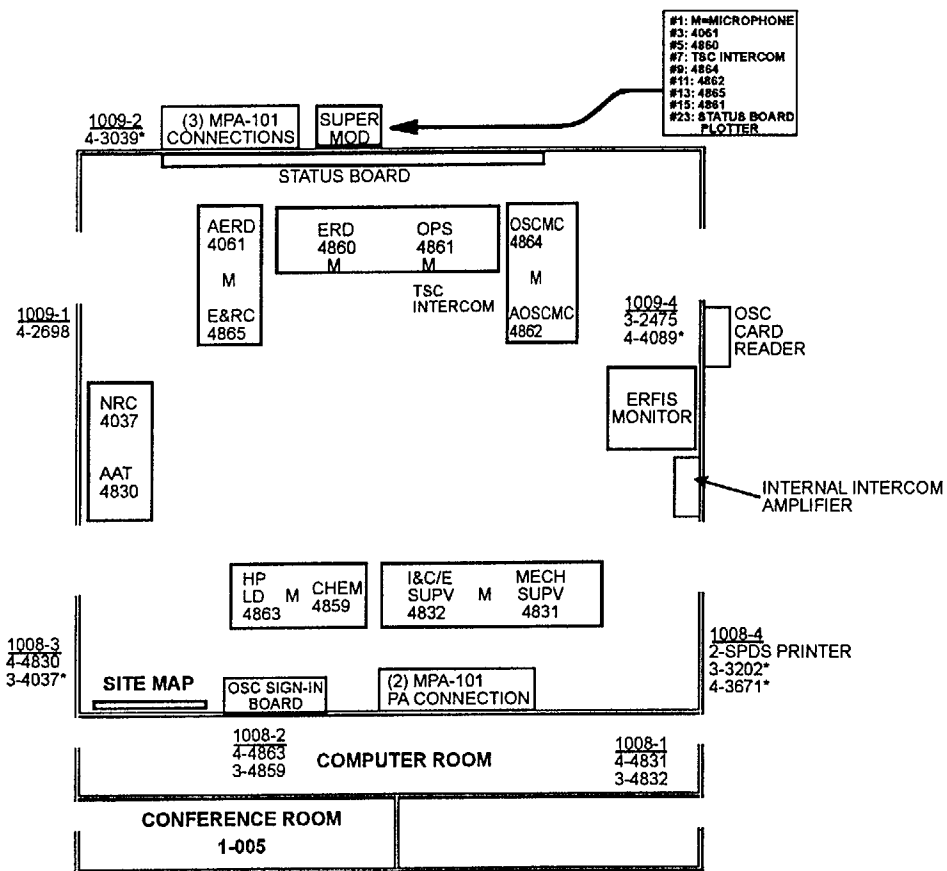 #1: M=MICROPHONE
#3: 4061
#5: 4860
#7: TSC INTERCOM
#9: 4864
#11: 4862
#13: 4865
#15: 4861
#23: STATUS BOARD
PLOTTER
1009-2
4-3039*
(3) MPA-101
CONNECTIONS
SUPER
MOD
STATUS BOARD
AERD
4061
M
E&RC
4865
ERD
4860
M
OPS
4861
M
TSC
INTERCOM
OSCMC
4864
M
AOSCMC
4862
1009-1
4-2698
1009-4
3-2475
4-4089*
OSC
CARD
READER
NRC
4037
AAT
4830
ERFIS
MONITOR
INTERNAL INTERCOM
AMPLIFIER
HP
LD
4863
M
CHEM
4859
I&C/E
SUPV
4832
M
MECH
SUPV
4831
1008-3
4-4830
3-4037*
1008-4
2-SPDS PRINTER
3-3202*
4-3671*
SITE MAP
OSC SIGN-IN
BOARD
(2) MPA-101
PA CONNECTION
1008-2
4-4863
3-4859
COMPUTER ROOM
1008-1
4-4831
3-4832
CONFERENCE ROOM
1-005